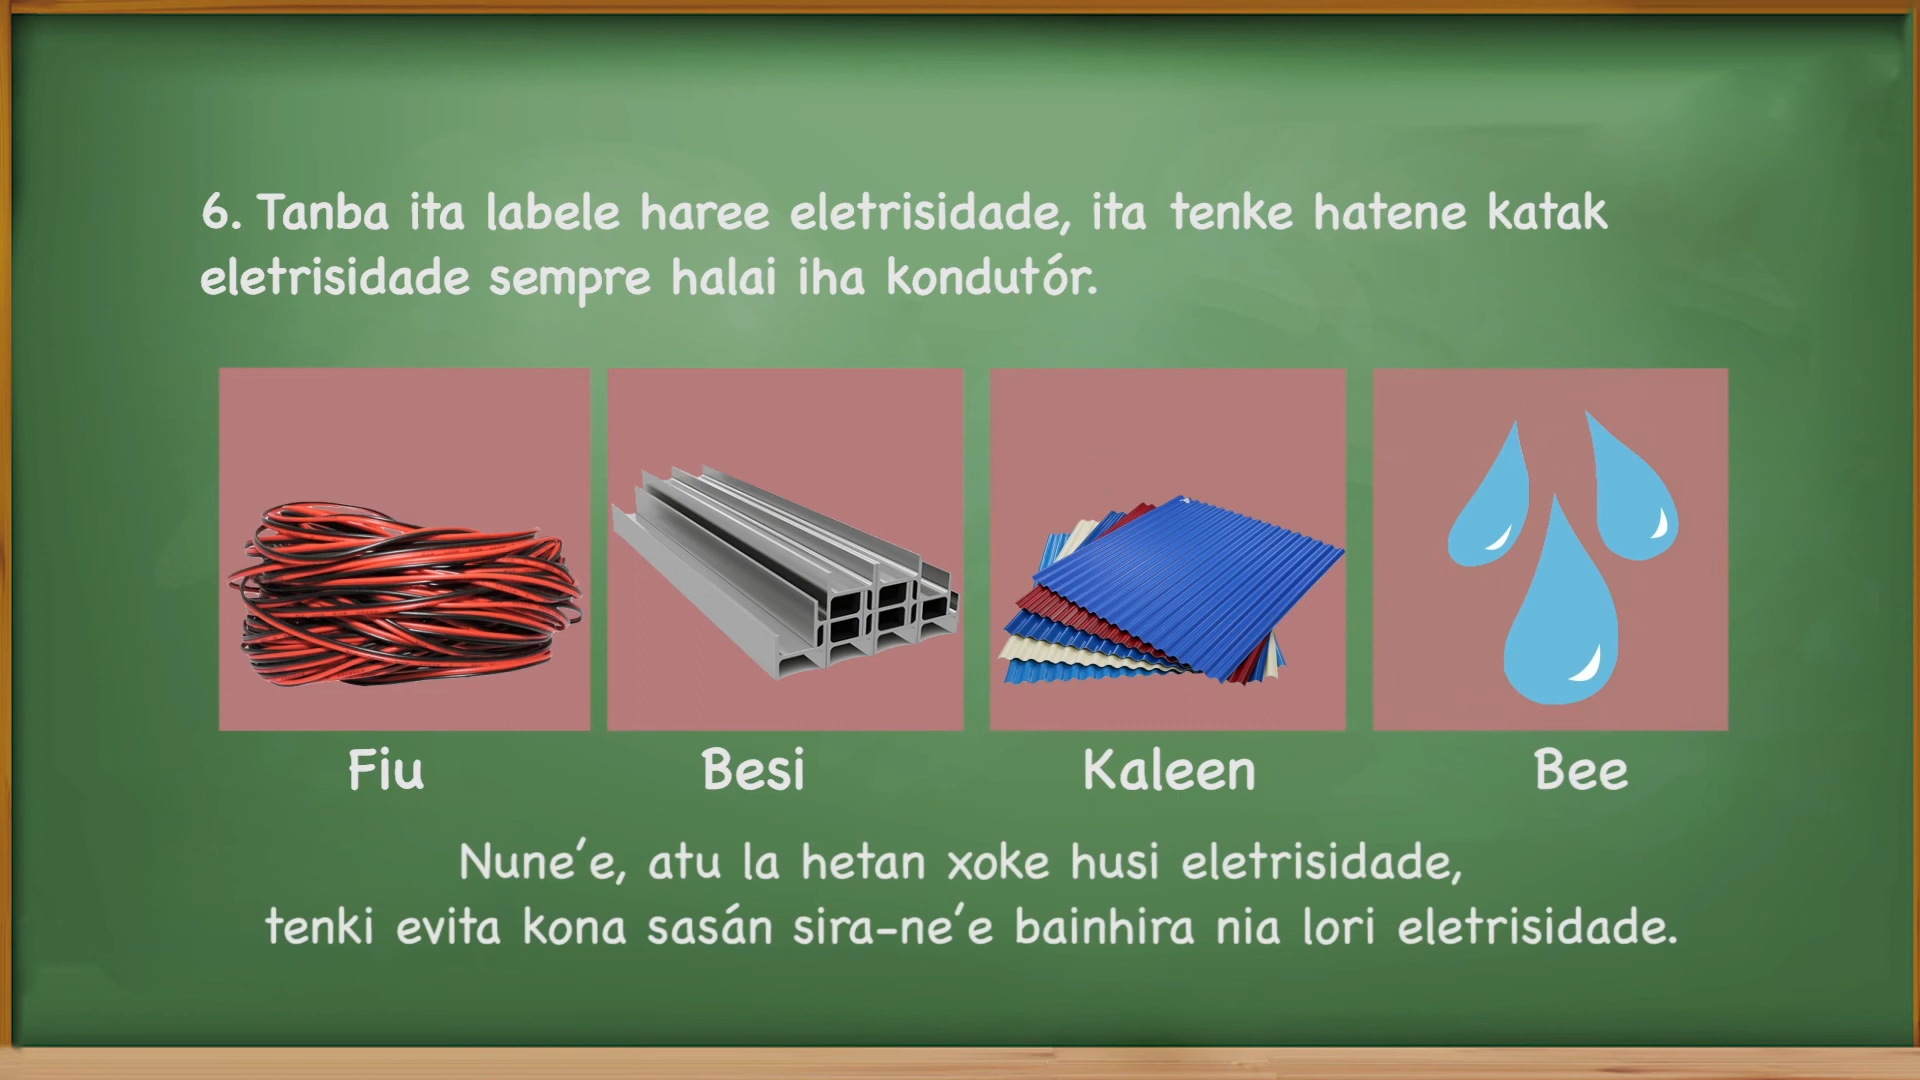 6. Tanba ita labele haree eletrisidade, ita tenke hatene katak
eletrisidade sempre halai iha kondutór.
Fiu
Besi
Kaleen
Bee
Nune’e, atu la hetan xoke husi eletrisidade,
tenki evita kona sasán sira-ne’e bainhira nia lori eletrisidade.